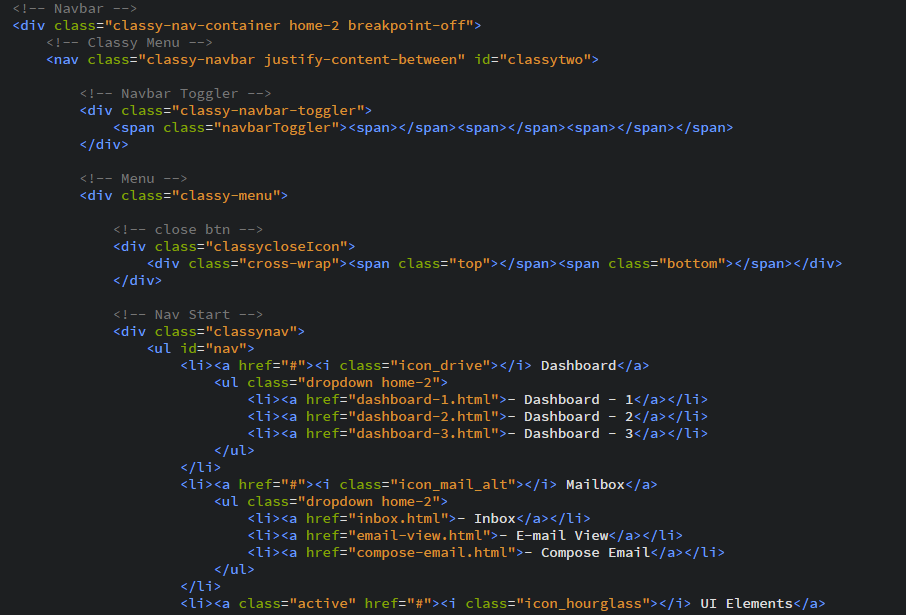 <!-- Navbar -->
<div class="classy-nav-container home-2 breakpoint-off">
<!-- Classy Menu -->
<nav class="classy-navbar justify-content-between" id="classytwo">
<!-- Navbar Toggler -->
<div class="classy-navbar-toggler">
<span class="navbarToggler"><span></span><span></span><span></span></span>
</div>
<!-- Menu -->
<div class="classy-menu">
<!-- close btn -->
<div class="classycloseIcon">
<div class="cross-wrap"><span class="top"></span><span class="bottom"></span></div>
</div>
<!-- Nav Start -->
<div class="classynav">
<ul id="nav">
<li><a href="#"><i class="icon_drive"></i> Dashboard</a>
<ul class="dropdown home-2">
<li><a href="dashboard-1.html">- Dashboard - 1</a></li>
<li><a href="dashboard-2.html">- Dashboard - 2</a></li>
<li><a href="dashboard-3.html">- Dashboard - 3</a></li>
</ul>
</li>
<li><a href="#"><i class="icon_mail_alt"></i> Mailbox</a>
<ul class="dropdown home-2">
<li><a href="inbox.html">- Inbox</a></li>
<li><a href="email-view.html">- E-mail View</a></li>
<li><a href="compose-email.html">- Compose Email</a></li>
</ul>
</li>
<li><a class="active" href="#"><i class="icon_hourglass"></i> UI Elements</a>